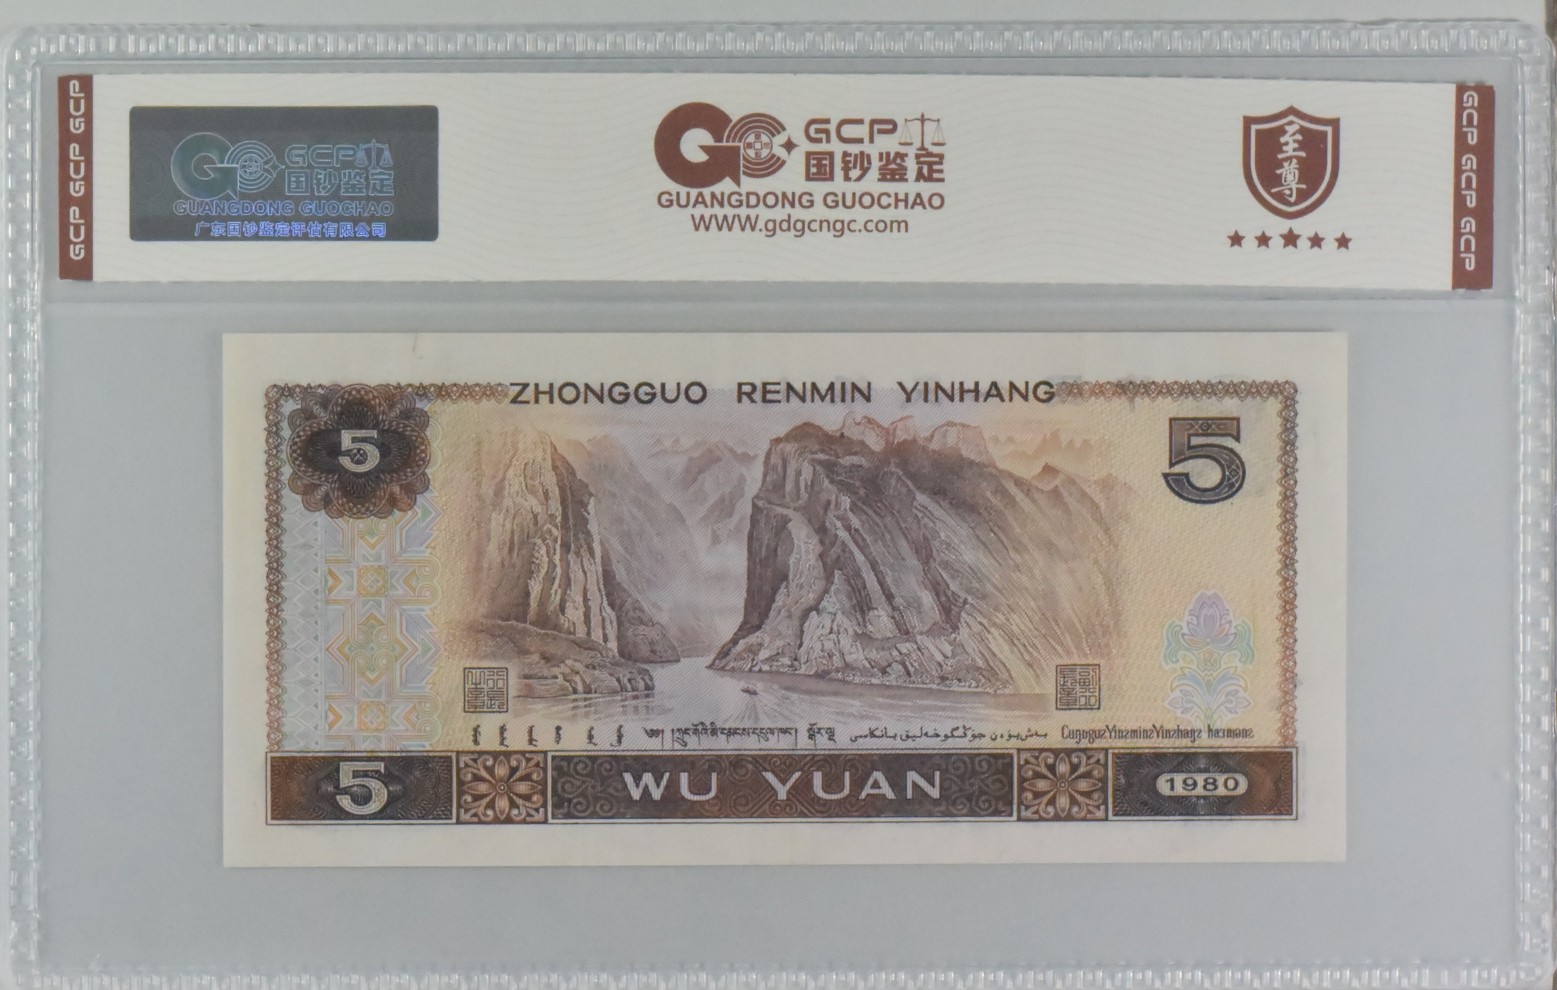 GCP GCP GCP
GCP
国钞鉴定
GUANGDONG GUOCHAO
广东国钞鉴定评估有限公司
GCP
国钞鉴定
GUANGDONG GUOCHAO
WWW.gdgcngc.com
至尊
GCP GCP GCP
ZHONGGUO RENMIN YINHANG
5
5
5
WU YUAN
1980